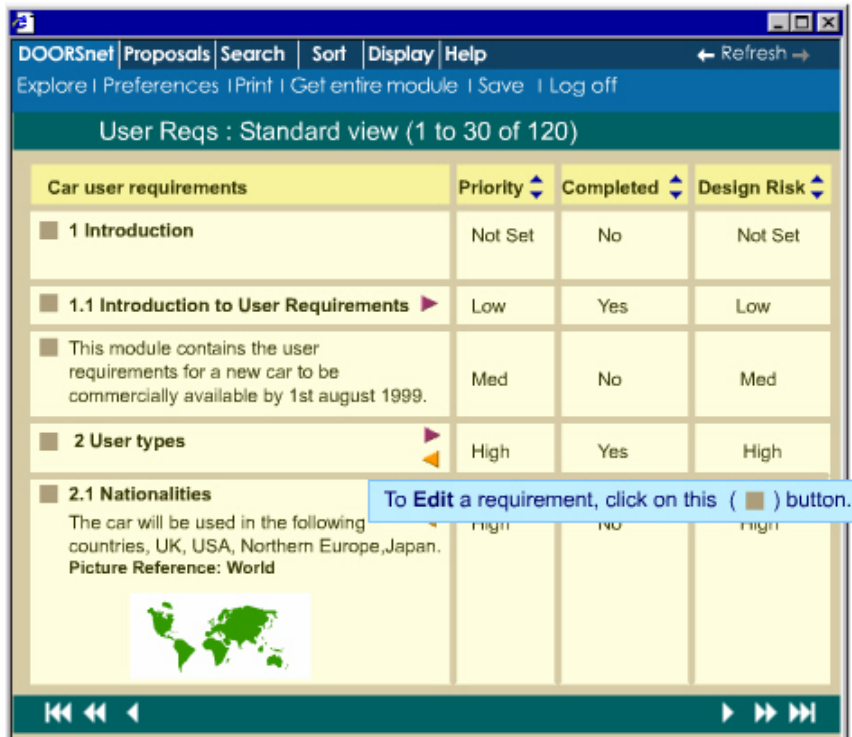 DOORSnet Proposals Search Sort Display Help Refresh
Explore | Preferences | Print | Get entire module | Save | Log off
User Reqs : Standard view (1 to 30 of 120)
Car user requirements Priority Completed Design Risk
1 Introduction Not Set No Not Set
1.1 Introduction to User Requirements Low Yes Low
This module contains the user
requirements for a new car to be
commercially available by 1st august 1999.
Med No Med
2 User types High Yes High
2.1 Nationalities
To Edit a requirement, click on this ( ) button.
The car will be used in the following
countries, UK, USA, Northern Europe,Japan.
Picture Reference: World
High No High